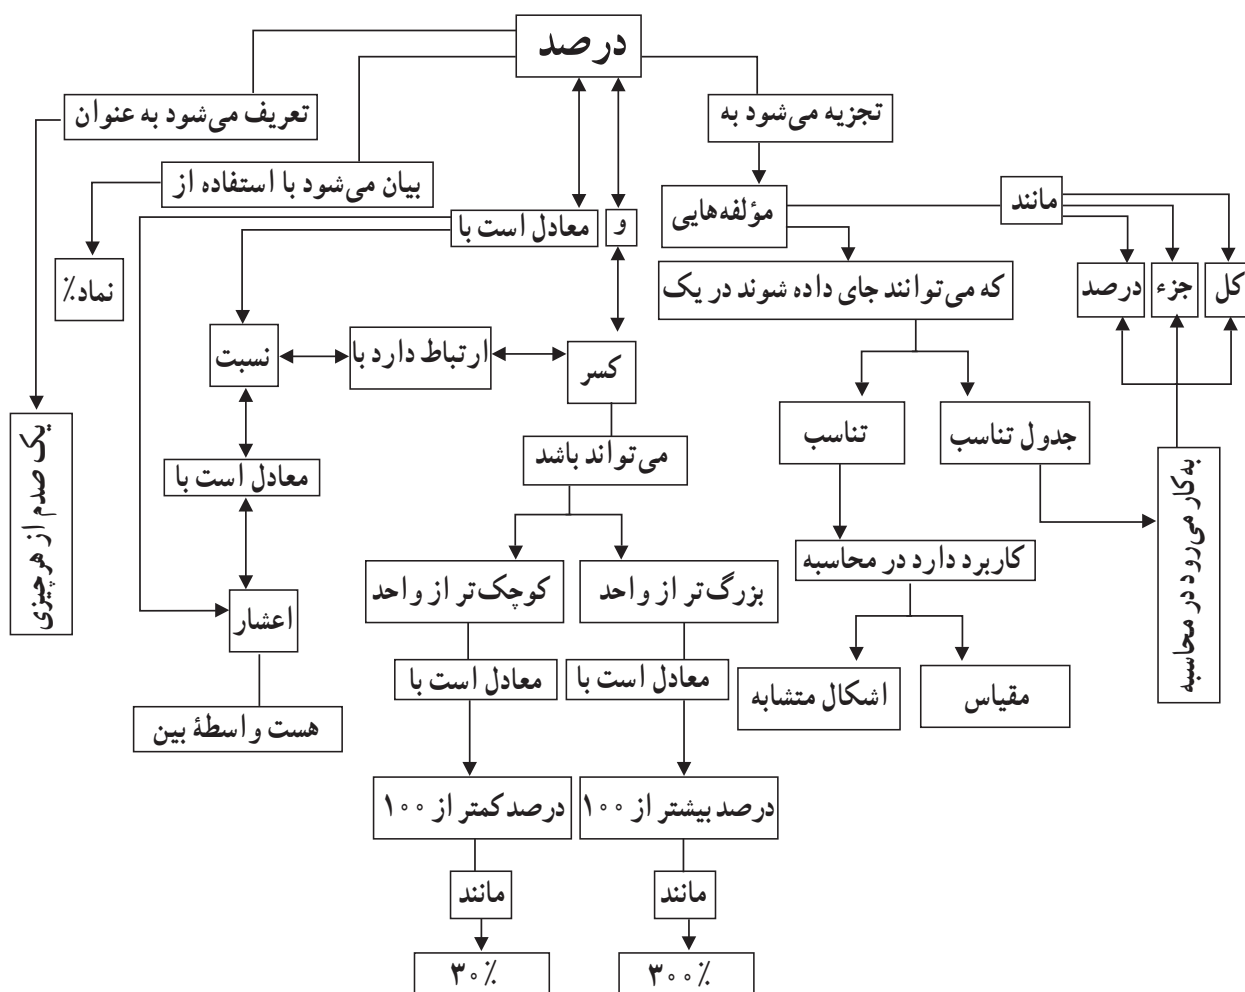 درصد
تعریف می‌شود به عنوان
تجزیه می‌شود به
بیان می‌شود با استفاده از
مؤلفه‌هایی
مانند
معادل است با
و
که می‌توانند جای داده شوند در یک
درصد
جزء
کل
نماد٪
نسبت
ارتباط دارد با
کسر
تناسب
جدول تناسب
می‌تواند باشد
معادل است با
یک صدم از هرچیزی
به‌کار می‌رود در محاسبه
کاربرد دارد در محاسبه
کوچک‌تر از واحد
بزرگ‌تر از واحد
اعشار
معادل است با
معادل است با
اشکال متشابه
مقیاس
هست واسطهٔ بین
درصد کمتر از ۱۰۰
درصد بیشتر از ۱۰۰
مانند
مانند
۳۰٪
۳۰۰٪